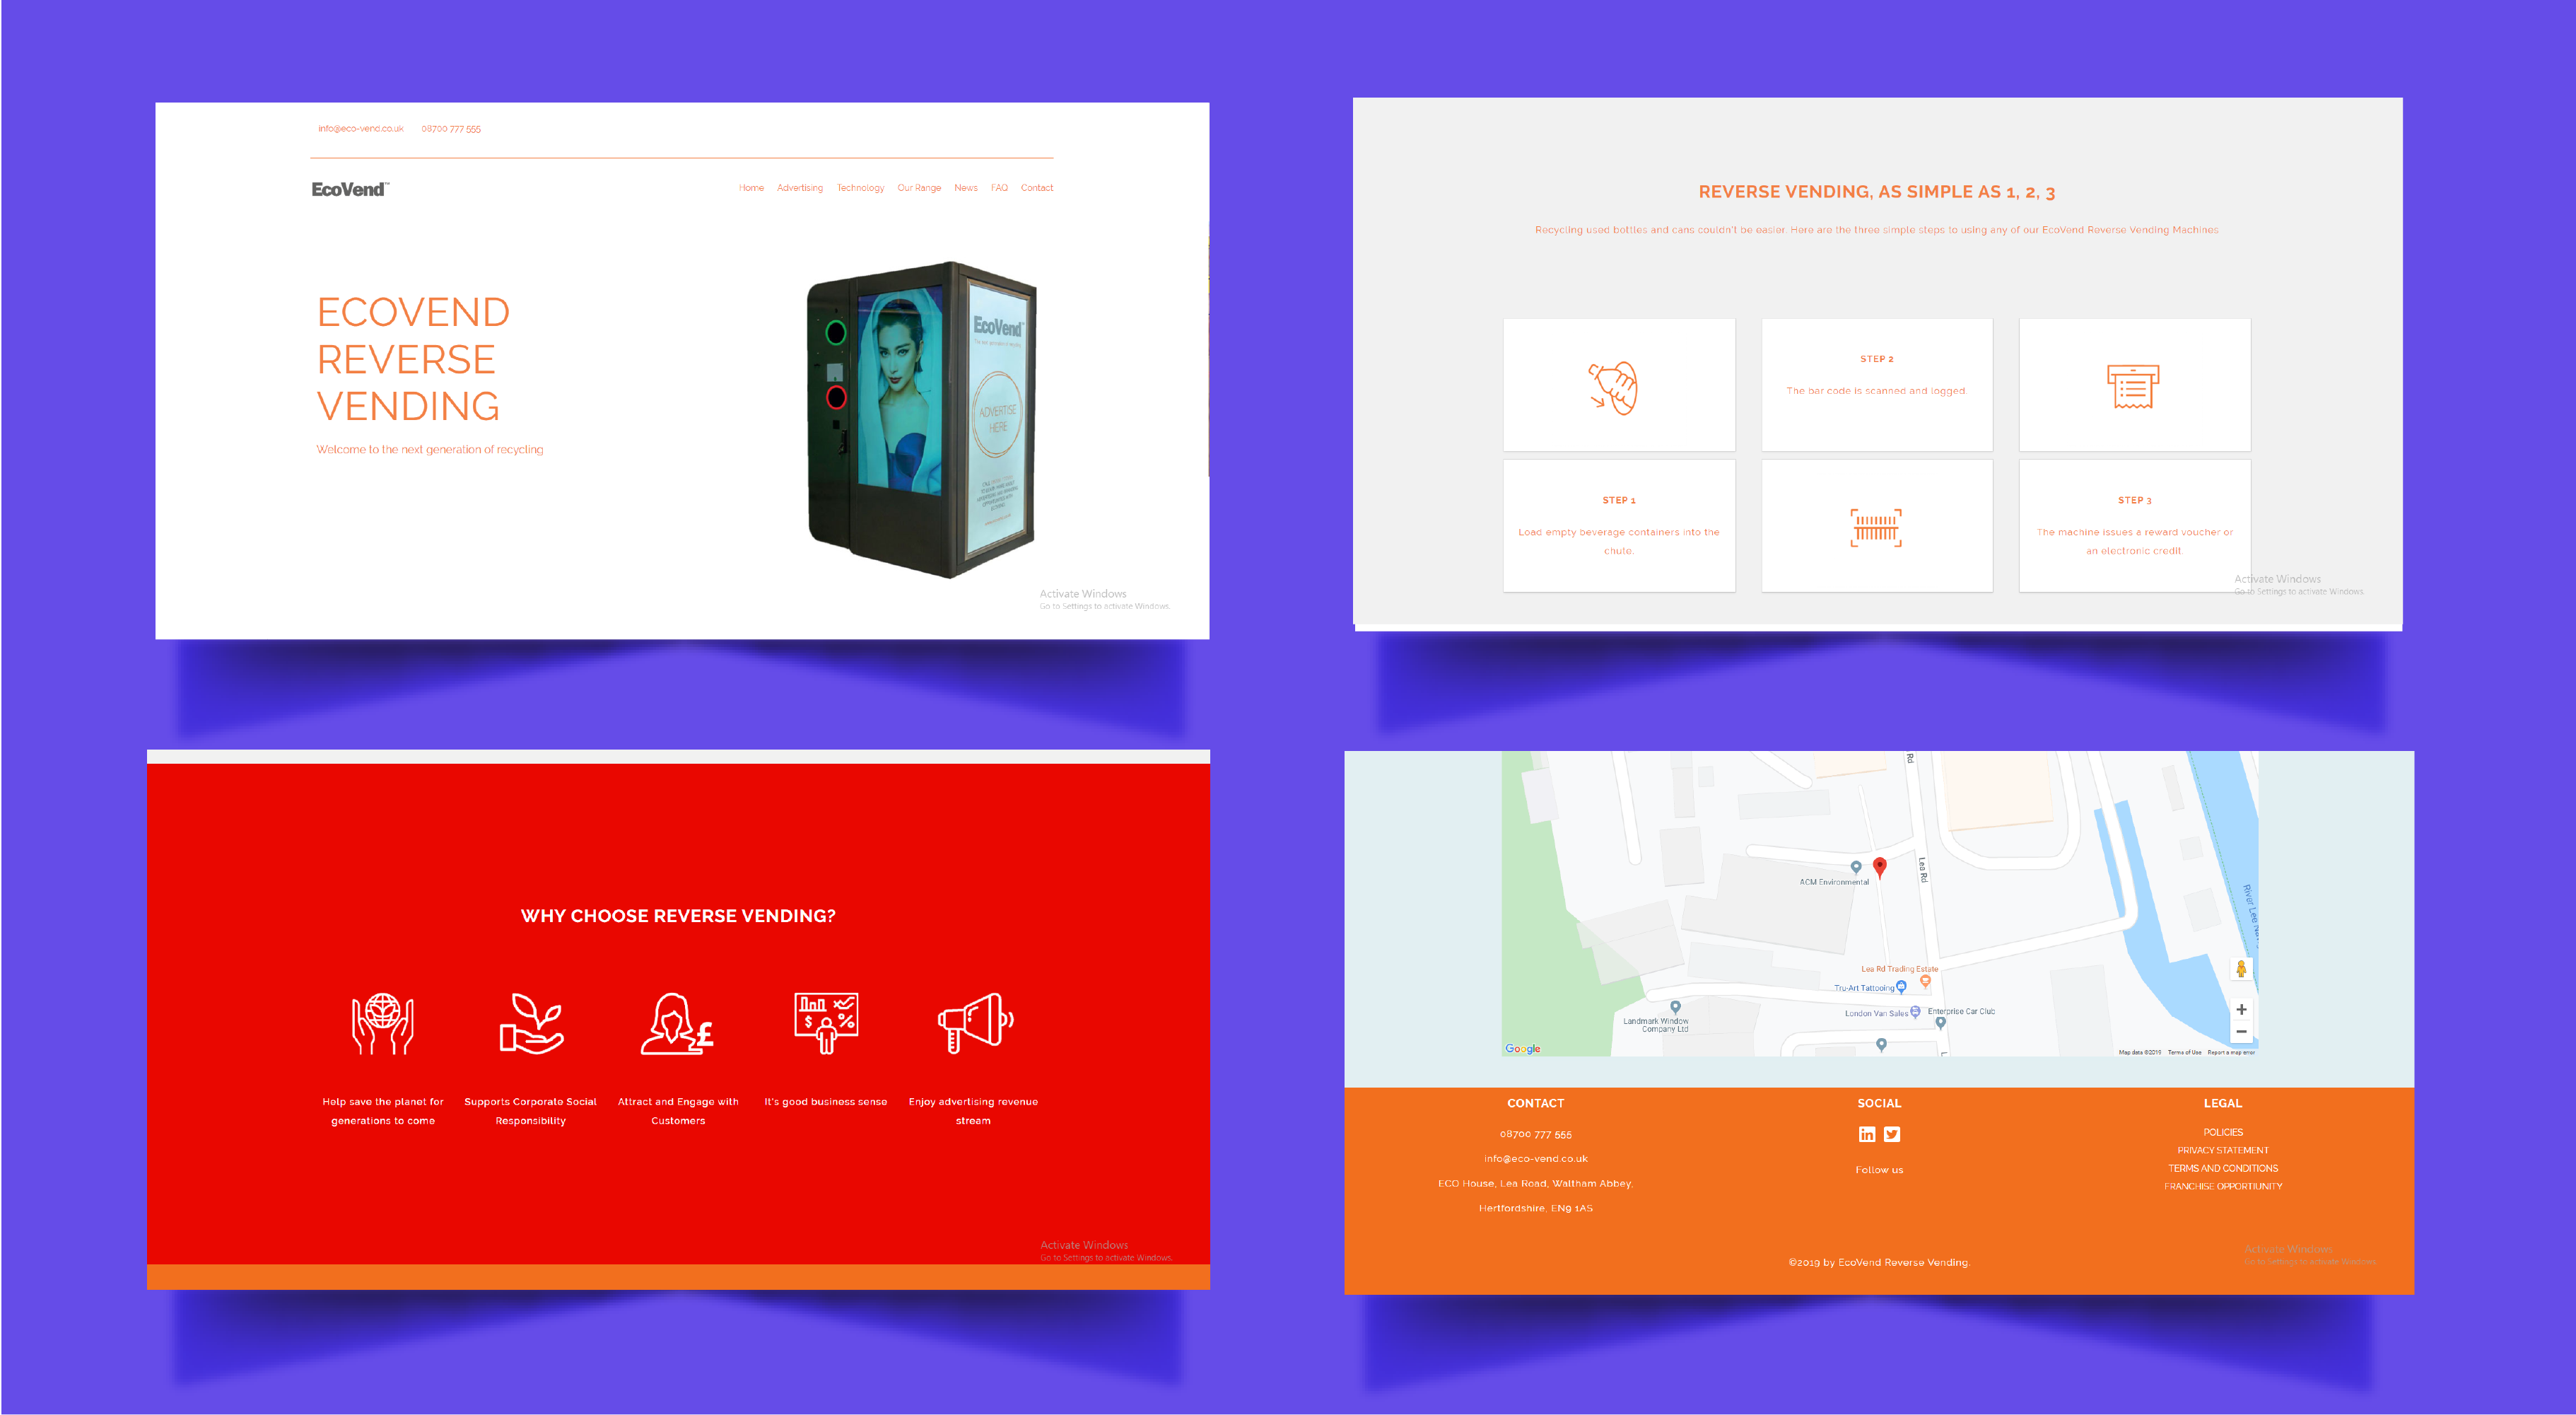 info@eco-vend.co.uk 08700 777 555
EcoVend™
Home Advertising Technology Our Range News FAQ Contact
ECOVEND
REVERSE
VENDING
Welcome to the next generation of recycling
EcoVend
ADVERTISE
HERE
Activate Windows
Go to Settings to activate Windows.
REVERSE VENDING, AS SIMPLE AS 1, 2, 3
Recycling used bottles and cans couldn't be easier. Here are the three simple steps to using any of our EcoVend Reverse Vending Machines
STEP 2
The bar code is scanned and logged.
STEP 1
Load empty beverage containers into the
chute.
STEP 3
The machine issues a reward voucher or
an electronic credit.
Activate Windows
Go to Settings to activate Windows.
WHY CHOOSE REVERSE VENDING?
Help save the planet for
generations to come
Supports Corporate Social
Responsibility
Attract and Engage with
Customers
It's good business sense
Enjoy advertising revenue
stream
Activate Windows
Go to Settings to activate Windows.
Rd
ACM Environmental
Lea Rd
River Lee
Lea Rd Trading Estate
Tru-Art Tattooing
London Van Sales
Enterprise Car Club
Landmark Window
Company Ltd
Google
Map data ©2019 Terms of Use Report a map error
CONTACT
08700 777 555
info@eco-vend.co.uk
ECO House, Lea Road, Waltham Abbey,
Hertfordshire, EN9 1AS
SOCIAL
in
Follow us
LEGAL
POLICIES
PRIVACY STATEMENT
TERMS AND CONDITIONS
FRANCHISE OPPORTIUNITY
©2019 by EcoVend Reverse Vending.
Activate Windows
Go to Settings to activate Windows.